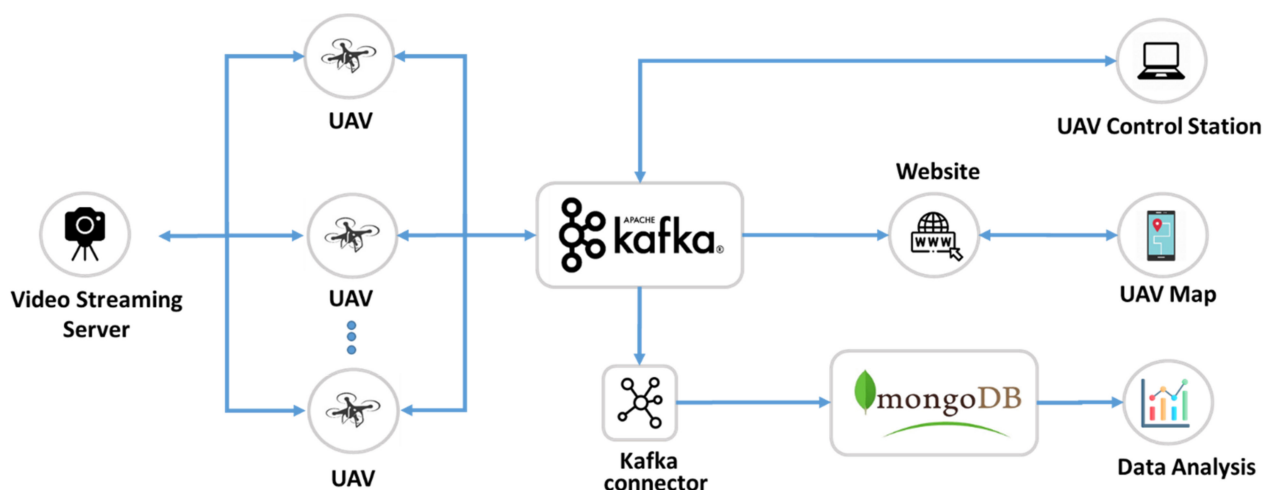 UAV
UAV Control Station
Website
WWW
APACHE
kafka®
Video Streaming
Server
UAV
UAV Map
mongoDB
Kafka
connector
UAV
Data Analysis